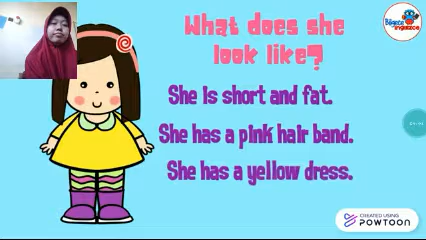 What does she
look like?
She is short and fat.
She has a pink hair band.
She has a yellow dress.
CREATED USING
POWTOON